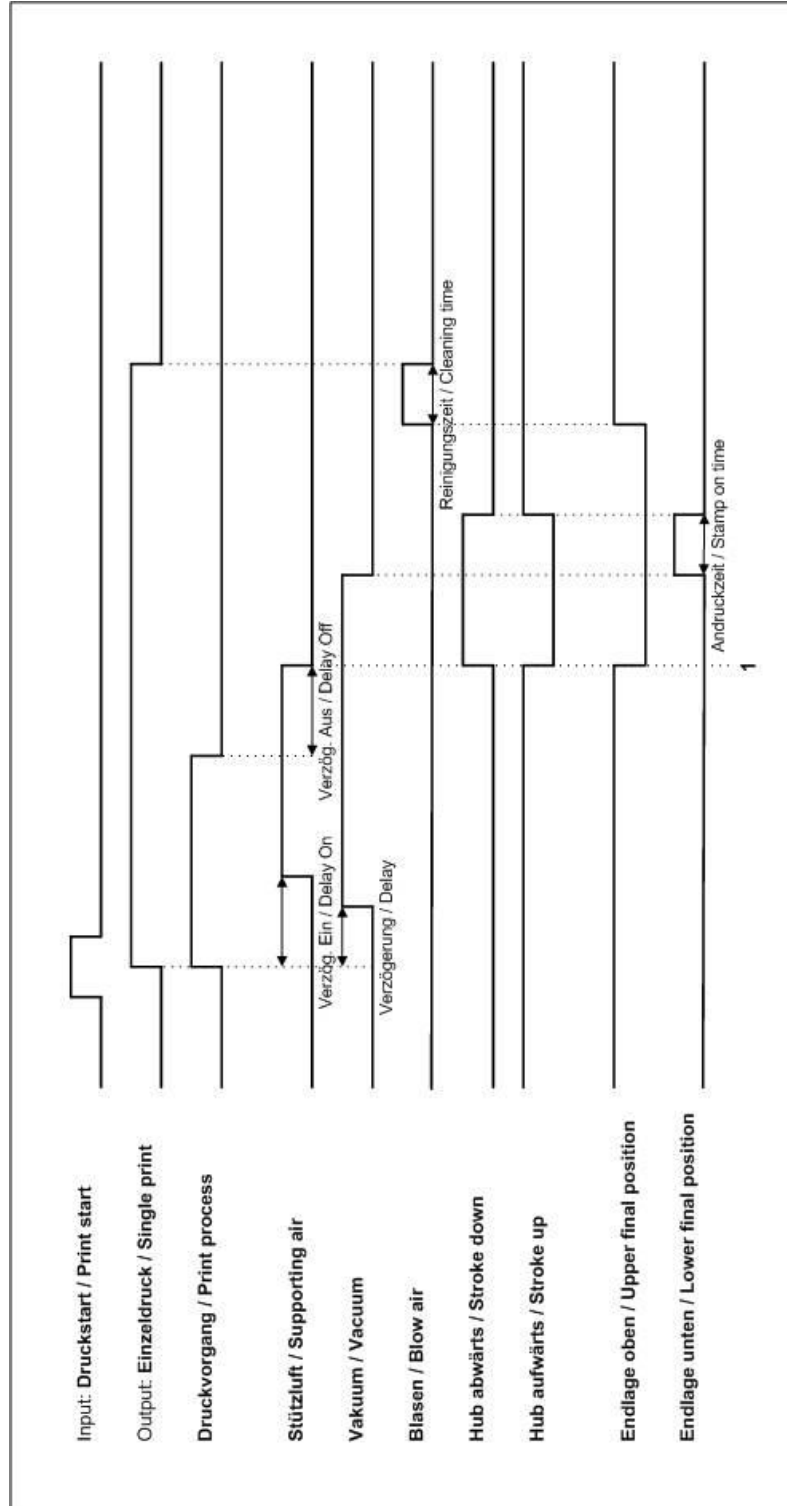 Input: Druckstart / Print start
Output: Einzeldruck / Single print
Druckvorgang / Print process
Stützluft / Supporting air
Verzög. Ein / Delay On
Verzög. Aus / Delay Off
Vakuum / Vacuum
Verzögerung / Delay
Blasen / Blow air
Reinigungszeit / Cleaning time
Hub abwärts / Stroke down
Hub aufwärts / Stroke up
Endlage oben / Upper final position
Endlage unten / Lower final position
Andruckzeit / Stamp on time
1